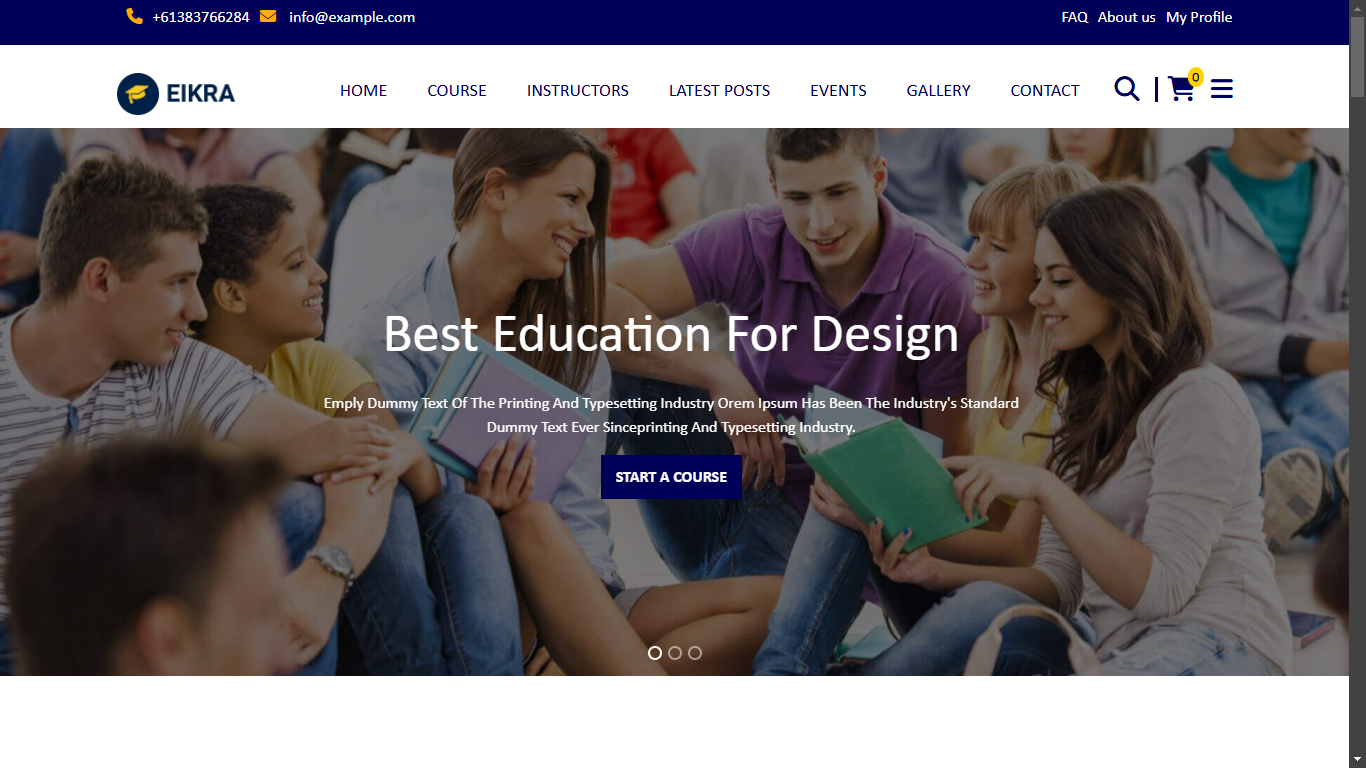 +61383766284 info@example.com FAQ About us My Profile
EIKRA HOME COURSE INSTRUCTORS LATEST POSTS EVENTS GALLERY CONTACT 0
Best Education For Design
Emply Dummy Text Of The Printing And Typesetting Industry Orem Ipsum Has Been The Industry's Standard
Dummy Text Ever Sinceprinting And Typesetting Industry.
START A COURSE